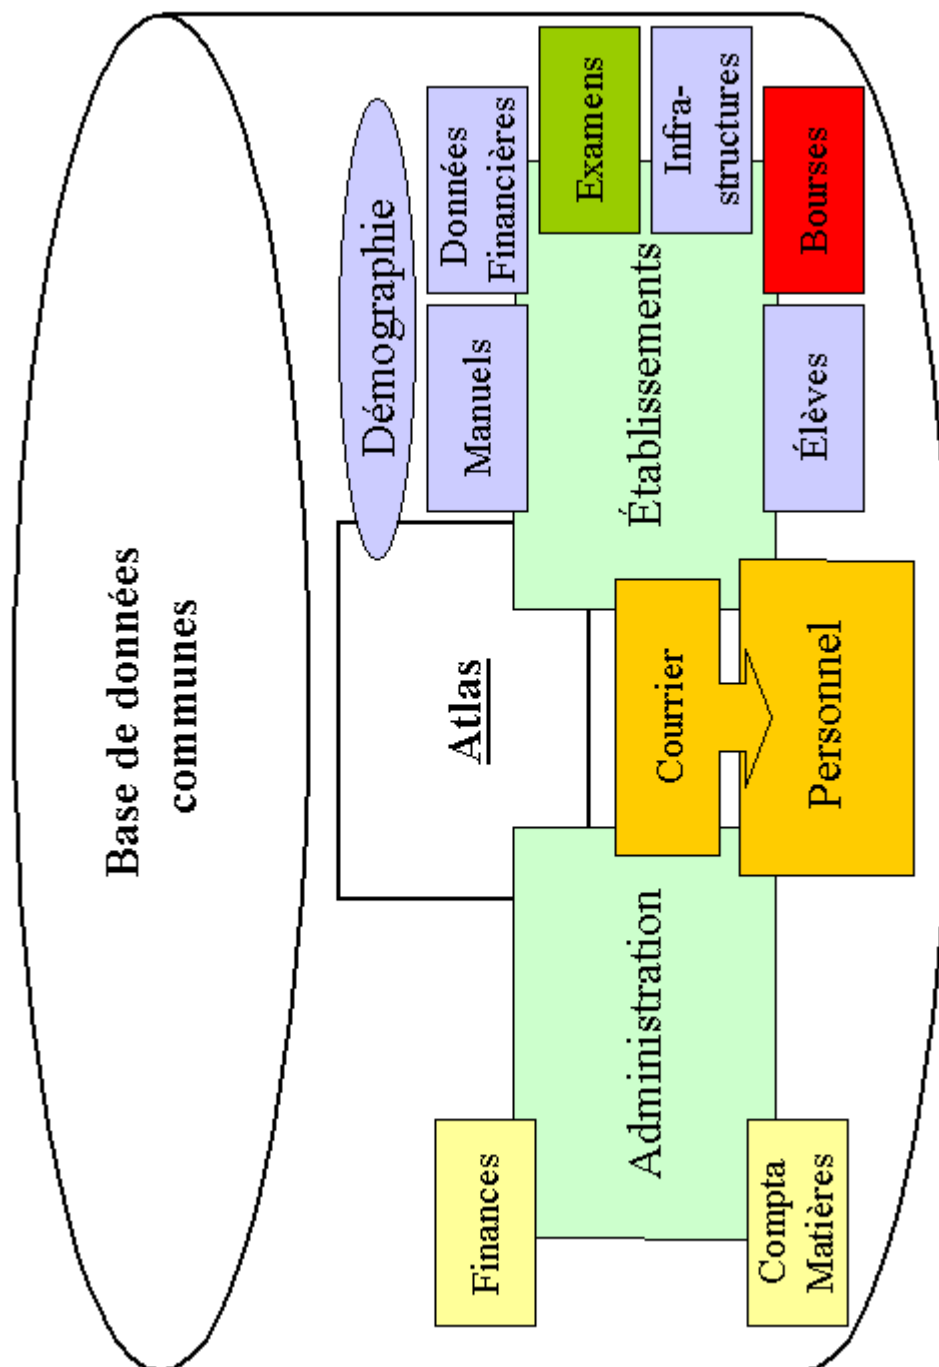 Base de données
communes
Démographie
Atlas
Finances
Manuels
Données
Financières
Examens
Infra-
structures
Administration
Établissements
Courrier
Personnel
Compta
Matières
Élèves
Bourses